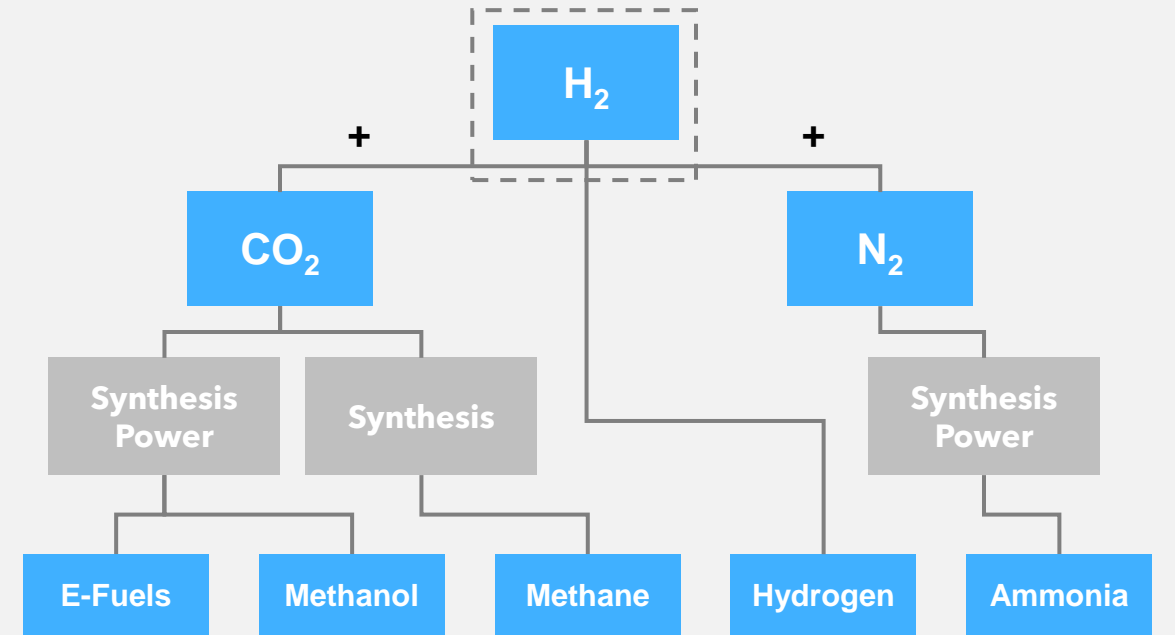 H₂
+ +
CO₂ N₂
Synthesis
Power
Synthesis
Synthesis
Power
E-Fuels Methanol Methane Hydrogen Ammonia